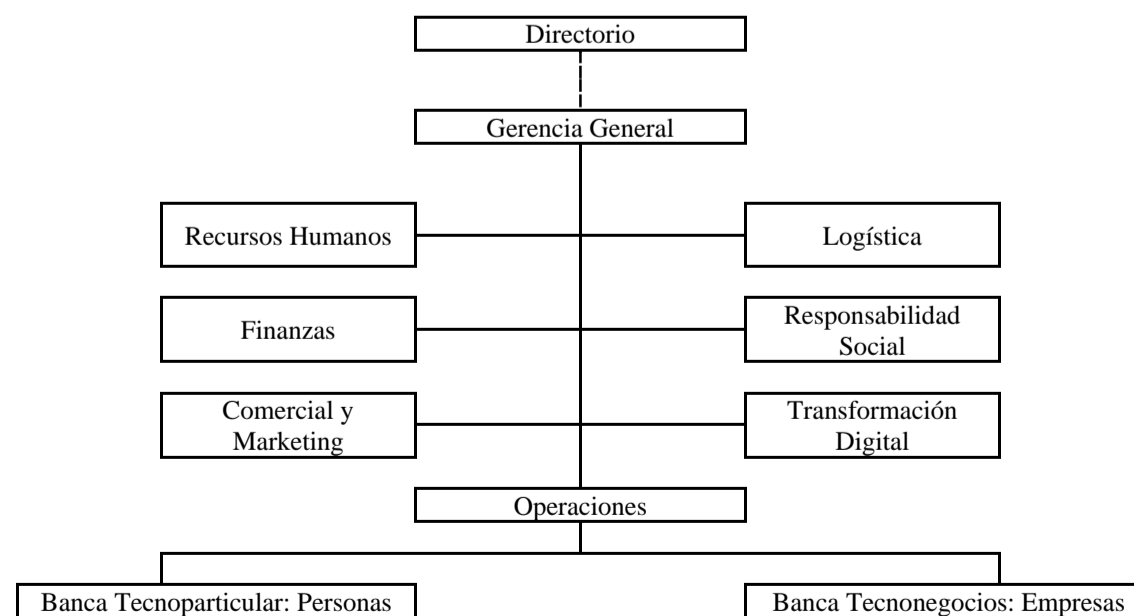 Directorio
Gerencia General
Recursos Humanos
Logística
Finanzas
Responsabilidad
Social
Comercial y
Marketing
Transformación
Digital
Operaciones
Banca Tecnoparticular: Personas
Banca Tecnonegocios: Empresas